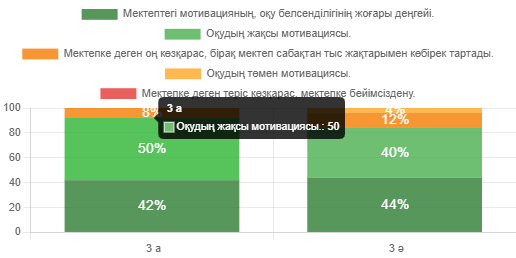 Мектептегі мотивацияның, оқу белсенділігінің жоғары деңгейі.
Оқудың жақсы мотивациясы.
Мектепке деген оң көзқарас, бірақ мектеп сабақтан тыс жақтарымен көбірек тартады.
Оқудың төмен мотивациясы.
Мектепке деген теріс көзқарас, мектепке бейімсіздену.
100
80
60
40
20
0
8%
50%
42%
3 а
Оқудың жақсы мотивациясы.: 50
4%
12%
40%
44%
3 а
3 ә